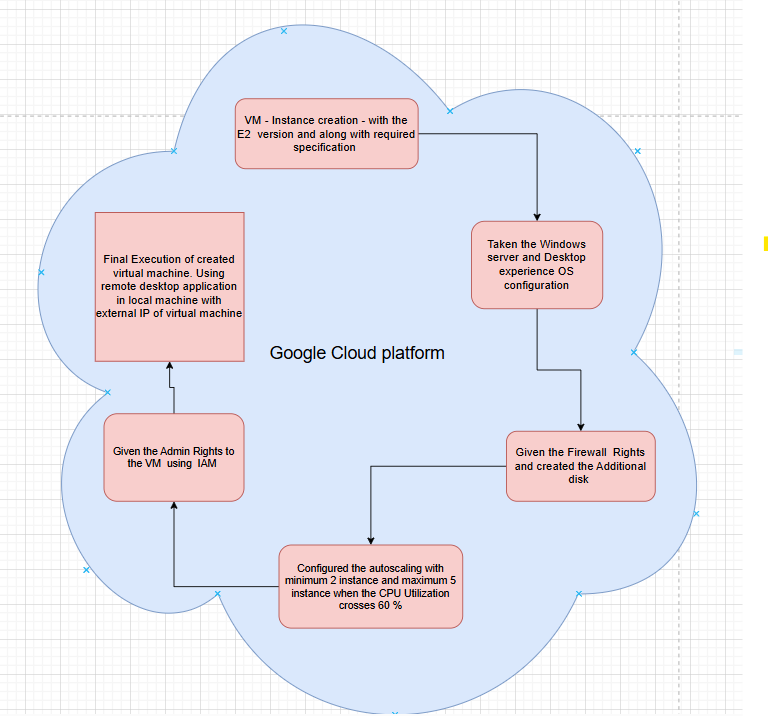 VM - Instance creation - with the
E2 version and along with required
specification
Taken the Windows
server and Desktop
experience OS
configuration
Final Execution of created
virtual machine. Using
remote desktop application
in local machine with
external IP of virtual machine
Google Cloud platform
Given the Admin Rights to
the VM using IAM
Given the Firewall Rights
and created the Additional
disk
Configured the autoscaling with
minimum 2 instance and maximum 5
instance when the CPU Utilization
crosses 60 %